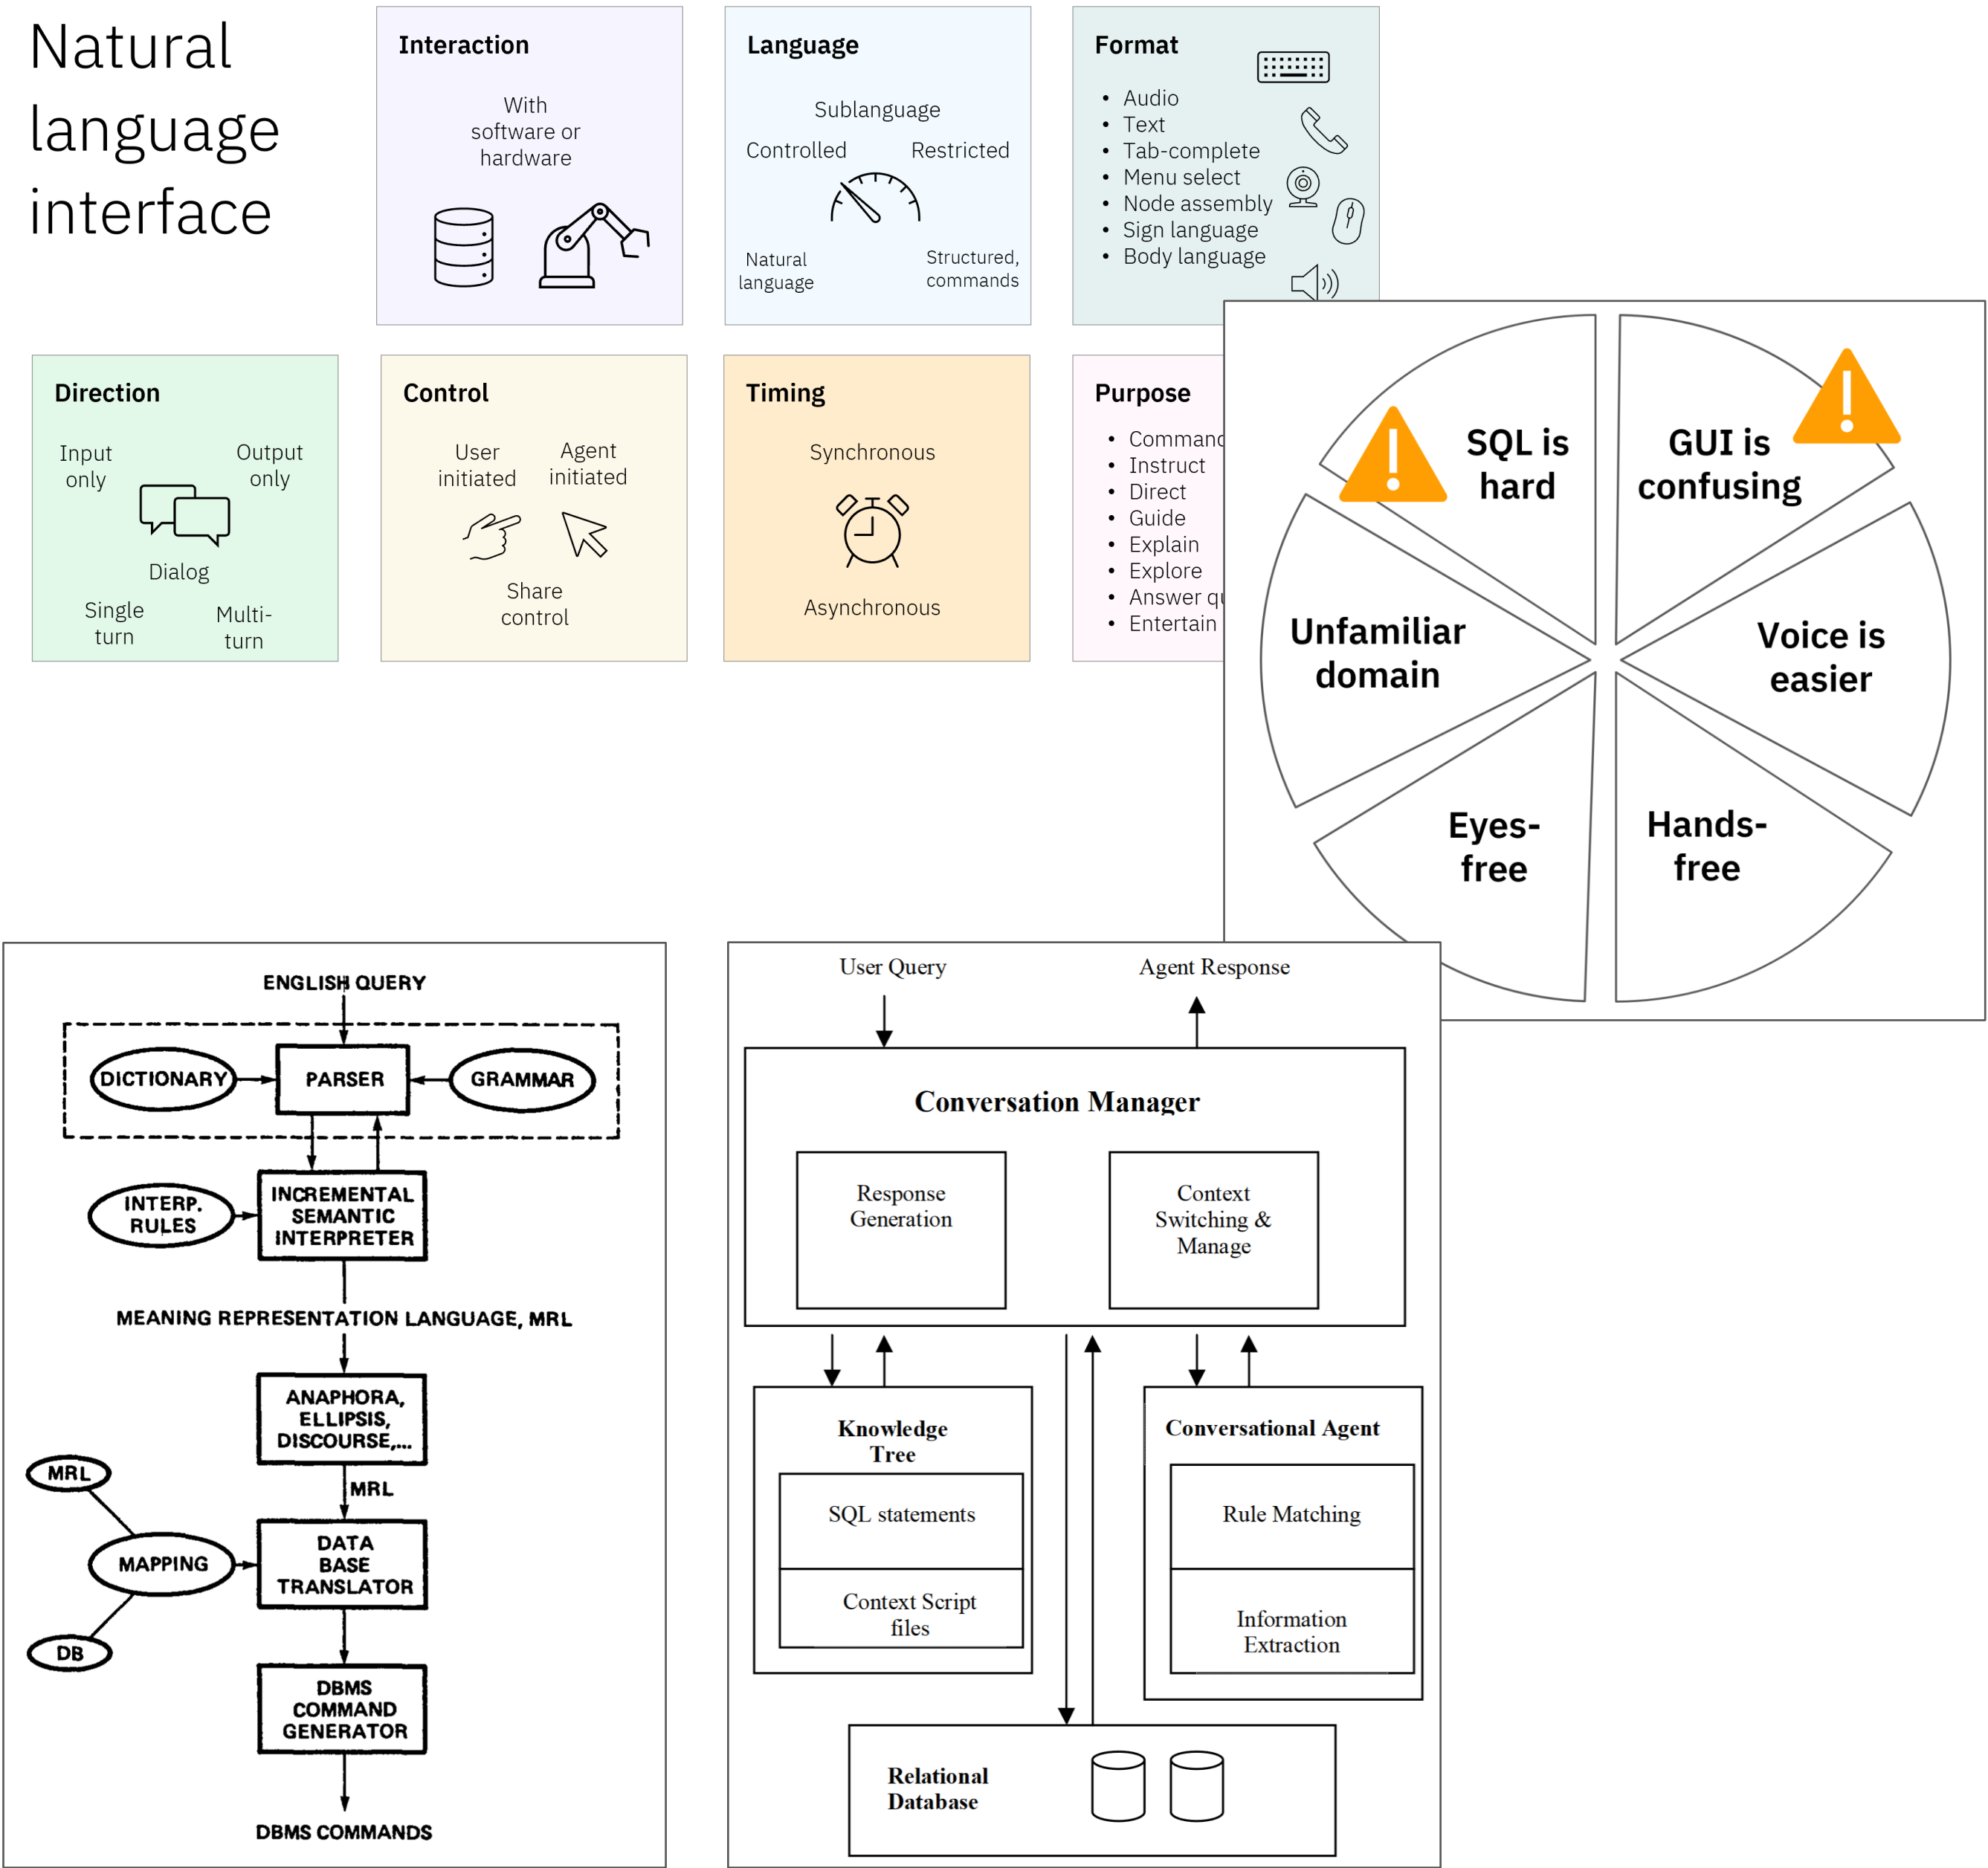 Natural
language
interface
Interaction
With
software or
hardware
Language
Sublanguage
Controlled
Restricted
Natural
language
Structured,
commands
Format
• Audio
• Text
• Tab-complete
• Menu select
• Node assembly
• Sign language
• Body language
Direction
Input
only
Output
only
Dialog
Single
turn
Multi-
turn
Control
User
initiated
Agent
initiated
Share
control
Timing
Synchronous
Asynchronous
Purpose
• Command
• Instruct
• Direct
• Guide
• Explain
• Explore
• Answer
• Entertain
SQL is
hard
GUI is
confusing
Unfamiliar
domain
Voice is
easier
Eyes-
free
Hands-
free
ENGLISH QUERY
DICTIONARY
PARSER
GRAMMAR
INTERP.
RULES
INCREMENTAL
SEMANTIC
INTERPRETER
MEANING REPRESENTATION LANGUAGE, MRL
ANAPHORA,
ELLIPSIS,
DISCOURSE,...
MRL
MRL
MAPPING
DATA
BASE
TRANSLATOR
DB
DBMS
COMMAND
GENERATOR
DBMS COMMANDS
User Query
Agent Response
Conversation Manager
Response
Generation
Context
Switching &
Manage
Knowledge
Tree
SQL statements
Context Script
files
Conversational Agent
Rule Matching
Information
Extraction
Relational
Database